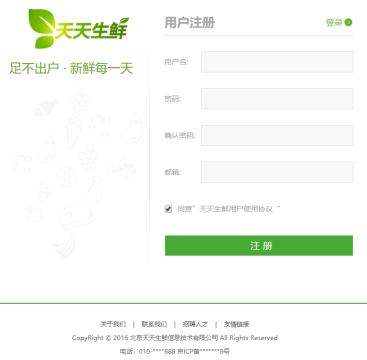 天天生鲜
足不出户 · 新鲜每一天
用户注册
登录
用户名:
密码:
确认密码:
邮箱:
同意”天天生鲜用户使用协议“
注 册
关于我们 | 联系我们 | 招聘人才 | 友情链接
CopyRight © 2016 北京天天生鲜信息技术有限公司 All Rights Reserved
电话：010-****888 京ICP备*******8号